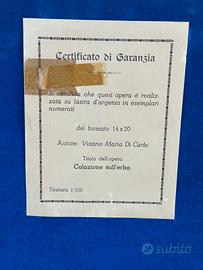 Certificato di Garanzia
che quest'opera è realiz-
zata su lastra d'argento in esemplari
numerati
del formato 14 x 20
Autore: Vittorio Maria Di Carlo
Titolo dell'opera
Colazione sull'erba
Tiratura 1/100
subito